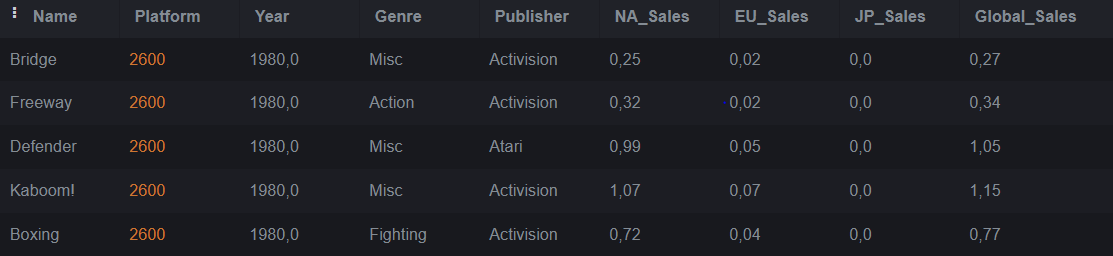 Name Platform Year Genre Publisher NA_Sales EU_Sales JP_Sales Global_Sales
Bridge 2600 1980,0 Misc Activision 0,25 0,02 0,0 0,27
Freeway 2600 1980,0 Action Activision 0,32 0,02 0,0 0,34
Defender 2600 1980,0 Misc Atari 0,99 0,05 0,0 1,05
Kaboom! 2600 1980,0 Misc Activision 1,07 0,07 0,0 1,15
Boxing 2600 1980,0 Fighting Activision 0,72 0,04 0,0 0,77